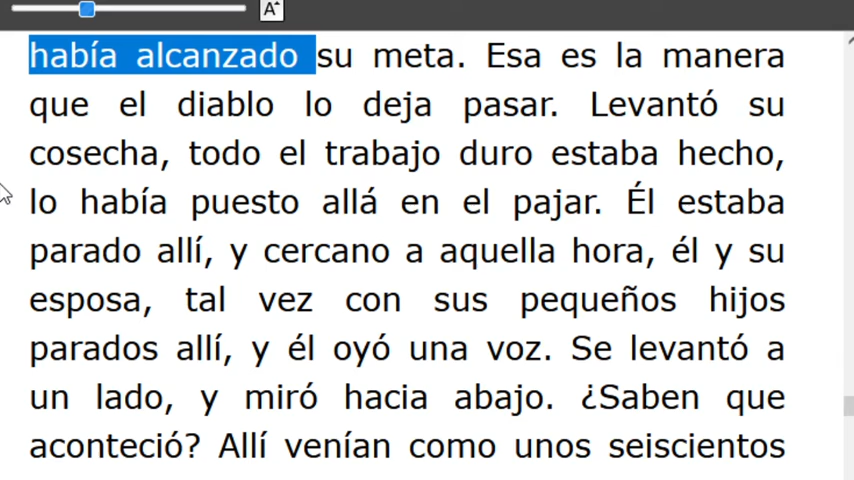 A
había alcanzado su meta. Esa es la manera
que el diablo lo deja pasar. Levantó su
cosecha, todo el trabajo duro estaba hecho,
lo había puesto allá en el pajar. Él estaba
parado allí, y cercano a aquella hora, él y su
esposa, tal vez con sus pequeños hijos
parados allí, y él oyó una voz. Se levantó a
un lado, y miró hacia abajo. ¿Saben que
aconteció? Allí venían como unos seiscientos